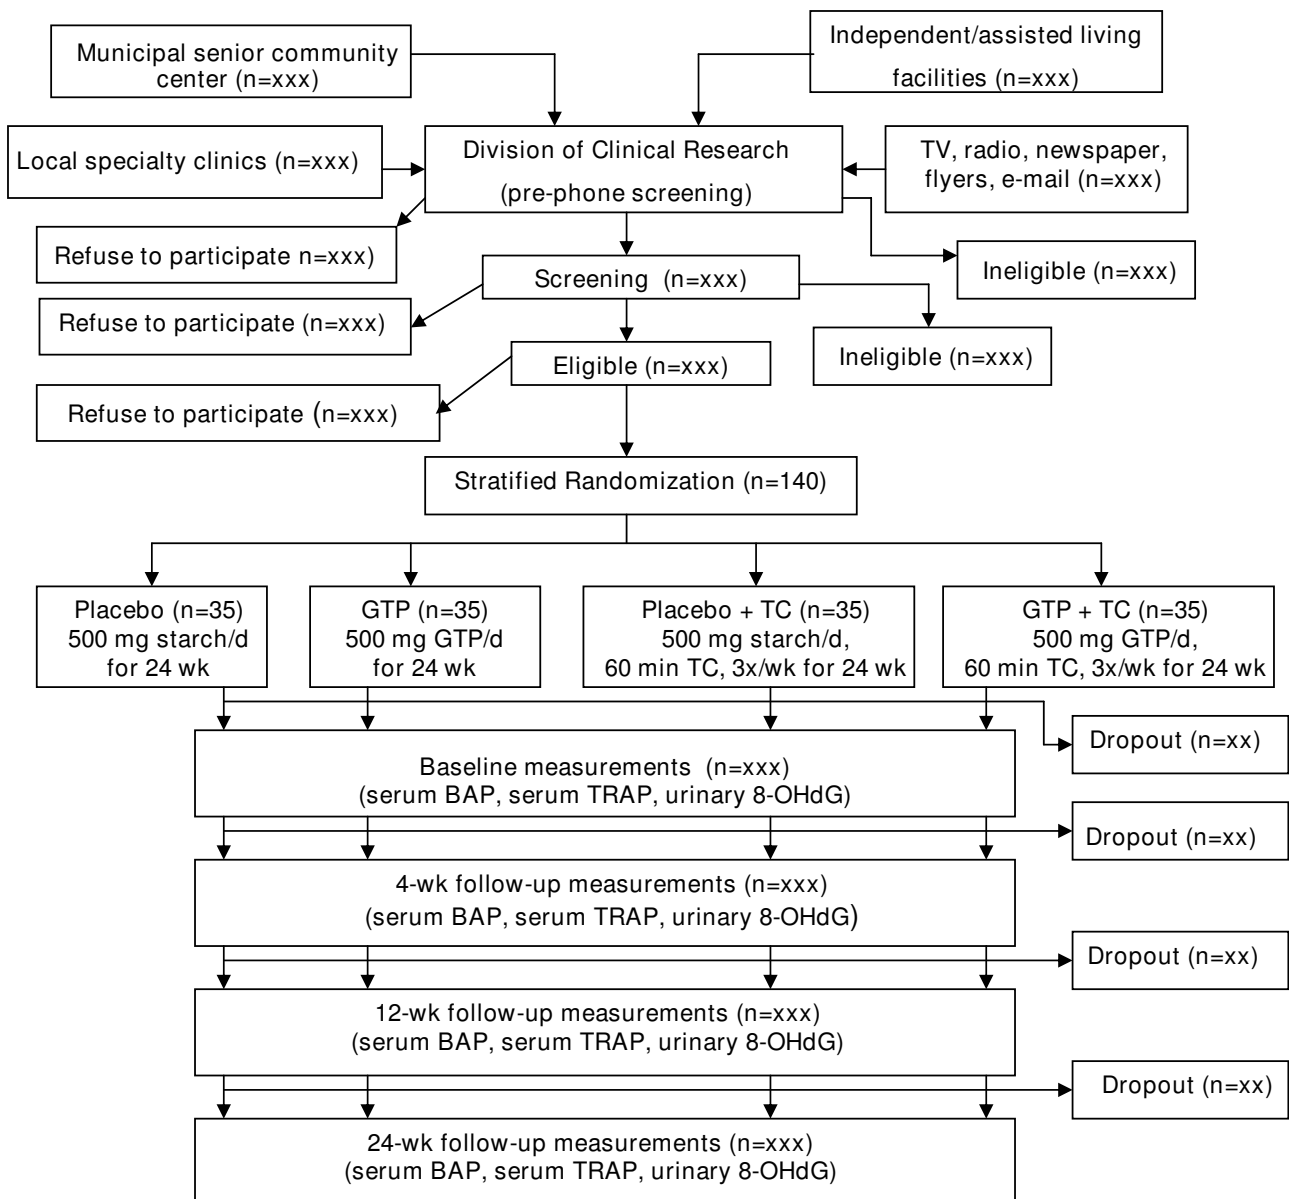 Municipal senior community
center (n=xxx)
Independent/assisted living
facilities (n=xxx)
Local specialty clinics (n=xxx)
Division of Clinical Research
(pre-phone screening)
TV, radio, newspaper,
flyers, e-mail (n=xxx)
Refuse to participate n=xxx)
Ineligible (n=xxx)
Screening (n=xxx)
Refuse to participate (n=xxx)
Ineligible (n=xxx)
Eligible (n=xxx)
Refuse to participate (n=xxx)
Stratified Randomization (n=140)
Placebo (n=35)
500 mg starch/d
for 24 wk
GTP (n=35)
500 mg GTP/d
for 24 wk
Placebo + TC (n=35)
500 mg starch/d,
60 min TC, 3x/wk for 24 wk
GTP + TC (n=35)
500 mg GTP/d,
60 min TC, 3x/wk for 24 wk
Dropout (n=xx)
Baseline measurements (n=xxx)
(serum BAP, serum TRAP, urinary 8-OHdG)
Dropout (n=xx)
4-wk follow-up measurements (n=xxx)
(serum BAP, serum TRAP, urinary 8-OHdG)
Dropout (n=xx)
12-wk follow-up measurements (n=xxx)
(serum BAP, serum TRAP, urinary 8-OHdG)
Dropout (n=xx)
24-wk follow-up measurements (n=xxx)
(serum BAP, serum TRAP, urinary 8-OHdG)